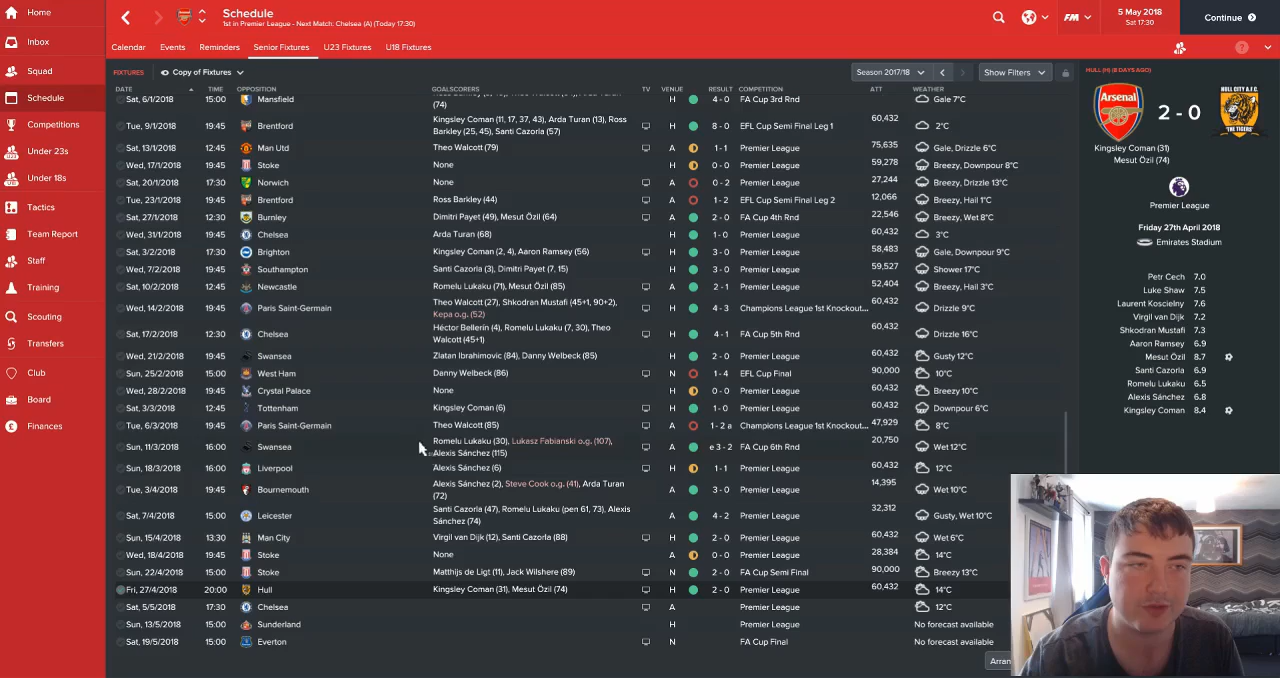 Home
Inbox
Squad
Schedule
Competitions
Under 23s
Under 18s
Tactics
Team Report
Staff
Training
Scouting
Transfers
Club
Board
Finances
Schedule
1st in Premier League - Next Match: Chelsea (A) (Today 17:30)
FM
5 May 2018
Sat 17:30
Continue
Calendar Events Reminders Senior Fixtures U23 Fixtures U18 Fixtures
FIXTURES Copy of Fixtures Season 2017/18 Show Filters
DATE TIME OPPOSITION GOALSCORERS TV VENUE RESULT COMPETITION ATT WEATHER
Sat, 6/1/2018 15:00 Mansfield
(74) H 4 - 0 FA Cup 3rd Rnd Gale 7°C
Tue, 9/1/2018 19:45 Brentford Kingsley Coman (11, 17, 37, 43), Arda Turan (13), Ross
Barkley (25, 45), Santi Cazorla (57) H 8 - 0 EFL Cup Semi Final Leg 1 60,432 2°C
Sat, 13/1/2018 12:45 Man Utd Theo Walcott (79) A 1 - 1 Premier League 75,635 Gale, Drizzle 6°C
Wed, 17/1/2018 19:45 Stoke None H 0 - 0 Premier League 59,278 Breezy, Downpour 8°C
Sat, 20/1/2018 17:30 Norwich None A 0 - 2 Premier League 27,244 Breezy, Drizzle 13°C
Tue, 23/1/2018 19:45 Brentford Ross Barkley (44) A 1 - 2 EFL Cup Semi Final Leg 2 12,066 Breezy, Hail 1°C
Sat, 27/1/2018 12:30 Burnley Dimitri Payet (49), Mesut Özil (64) A 2 - 0 FA Cup 4th Rnd 22,546 Breezy, Wet 8°C
Wed, 31/1/2018 19:45 Chelsea Arda Turan (68) H 1 - 0 Premier League 60,432 3°C
Sat, 3/2/2018 17:30 Brighton Kingsley Coman (2, 4), Aaron Ramsey (56) H 3 - 0 Premier League 58,483 Gale, Downpour 9°C
Wed, 7/2/2018 19:45 Southampton Santi Cazorla (3), Dimitri Payet (7, 15) H 3 - 0 Premier League 59,527 Shower 17°C
Sat, 10/2/2018 12:45 Newcastle Romelu Lukaku (71), Mesut Özil (85) A 2 - 1 Premier League 52,404 Breezy, Hail 3°C
Wed, 14/2/2018 19:45 Paris Saint-Germain Theo Walcott (27), Shkodran Mustafi (45+1, 90+2),
Kepa o.g. (52) H 4 - 3 Champions League 1st Knockout... 60,432 Drizzle 9°C
Sat, 17/2/2018 12:30 Chelsea Héctor Bellerín (4), Romelu Lukaku (7, 30), Theo
Walcott (45+1) H 4 - 1 FA Cup 5th Rnd 60,432 Drizzle 16°C
Wed, 21/2/2018 19:45 Swansea Zlatan Ibrahimovic (84), Danny Welbeck (85) H 2 - 0 Premier League 60,432 Gusty 12°C
Sun, 25/2/2018 15:00 West Ham Danny Welbeck (86) N 1 - 4 EFL Cup Final 90,000 10°C
Wed, 28/2/2018 19:45 Crystal Palace None H 0 - 0 Premier League 60,432 Breezy 10°C
Sat, 3/3/2018 12:45 Tottenham Kingsley Coman (6) H 1 - 0 Premier League 60,432 Downpour 6°C
Tue, 6/3/2018 19:45 Paris Saint-Germain Theo Walcott (85) A 1 - 2 a Champions League 1st Knockout... 47,929 8°C
Sun, 11/3/2018 16:00 Swansea Romelu Lukaku (30), Lukasz Fabianski o.g. (107),
Alexis Sánchez (115) A e 3 - 2 FA Cup 6th Rnd 20,750 Wet 12°C
Sun, 18/3/2018 16:00 Liverpool Alexis Sánchez (6) H 1 - 1 Premier League 60,432 12°C
Tue, 3/4/2018 19:45 Bournemouth Alexis Sánchez (2), Steve Cook o.g. (41), Arda Turan
(72) A 3 - 0 Premier League 14,395 Wet 10°C
Sat, 7/4/2018 15:00 Leicester Santi Cazorla (47), Romelu Lukaku (pen 61, 73), Alexis
Sánchez (74) A 4 - 2 Premier League 32,312 Gusty, Wet 10°C
Sun, 15/4/2018 13:30 Man City Virgil van Dijk (12), Santi Cazorla (88) H 2 - 0 Premier League 60,432 Wet 6°C
Wed, 18/4/2018 19:45 Stoke None A 0 - 0 Premier League 28,384 14°C
Sun, 22/4/2018 15:00 Stoke Matthijs de Ligt (11), Jack Wilshere (89) N 2 - 0 FA Cup Semi Final 90,000 Breezy 13°C
Fri, 27/4/2018 20:00 Hull Kingsley Coman (31), Mesut Özil (74) H 2 - 0 Premier League 60,432 14°C
Sat, 5/5/2018 17:30 Chelsea A Premier League 12°C
Sun, 13/5/2018 15:00 Sunderland H Premier League No forecast available
Sat, 19/5/2018 15:00 Everton N FA Cup Final No forecast available
HULL (H) (8 DAYS AGO)
Arsenal
2 - 0
HULL CITY A.F.C.
THE TIGERS
Kingsley Coman (31)
Mesut Özil (74)
Premier League
Friday 27th April 2018
Emirates Stadium
Petr Cech 7.0
Luke Shaw 7.5
Laurent Koscielny 7.6
Virgil van Dijk 7.2
Shkodran Mustafi 7.3
Aaron Ramsey 6.9
Mesut Özil 8.7
Santi Cazorla 6.9
Romelu Lukaku 6.5
Alexis Sánchez 6.8
Kingsley Coman 8.4